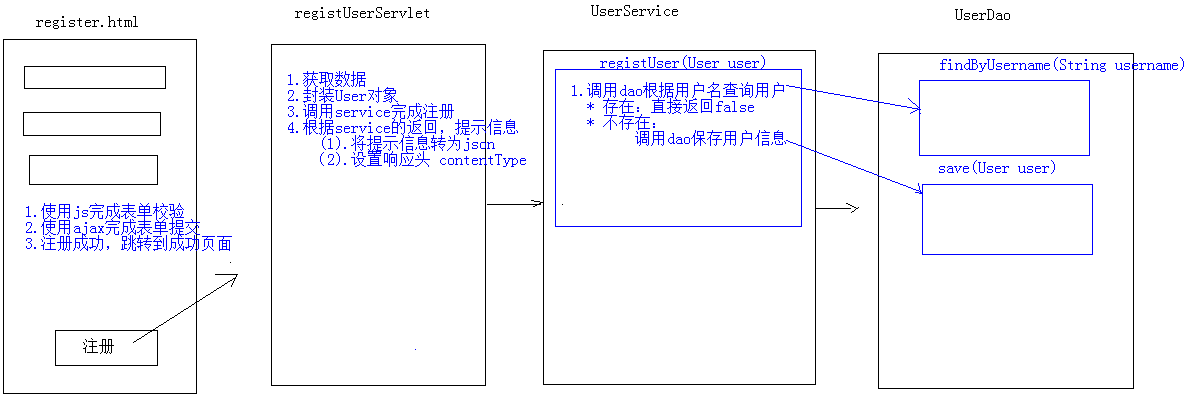 register.html
1.使用js完成表单校验
2.使用ajax完成表单提交
3.注册成功，跳转到成功页面
注册
registUserServlet
1.获取数据
2.封装User对象
3.调用service完成注册
4.根据service的返回，提示信息
(1).将提示信息转为json
(2).设置响应头 contentType
UserService
registUser(User user)
1.调用dao根据用户名查询用户
* 存在：直接返回false
* 不存在：
调用dao保存用户信息
UserDao
findByUsername(String username)
save(User user)